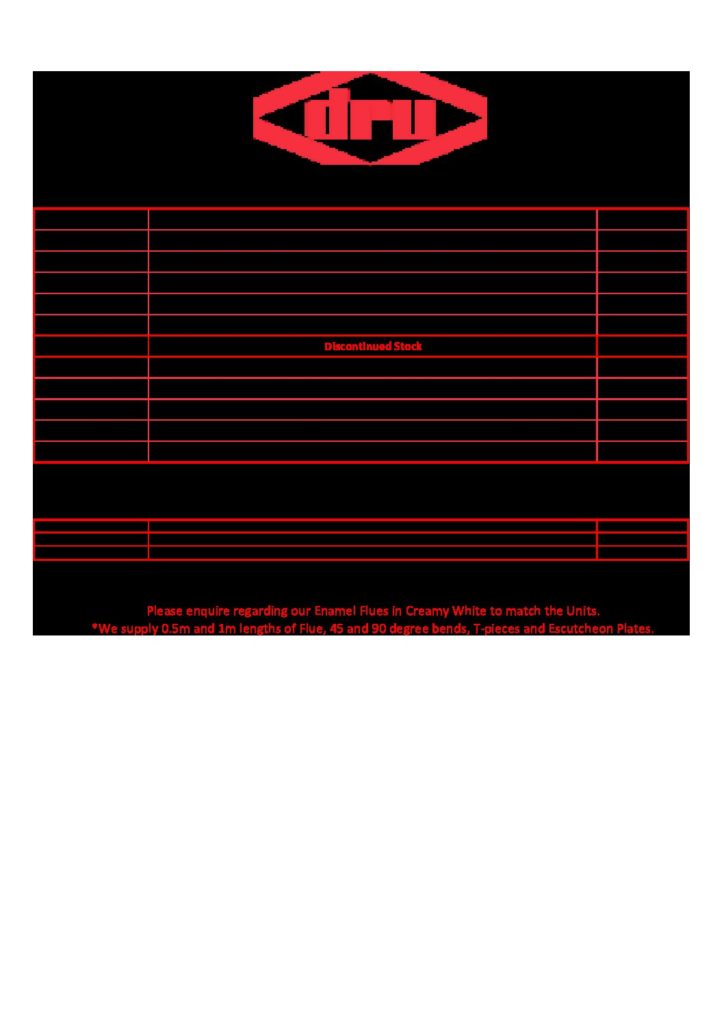 dru
Discontinued Stock
Please enquire regarding our Enamel Flues in Creamy White to match the Units.
*We supply 0.5m and 1m lengths of Flue, 45 and 90 degree bends, T-pieces and Escutcheon Plates.